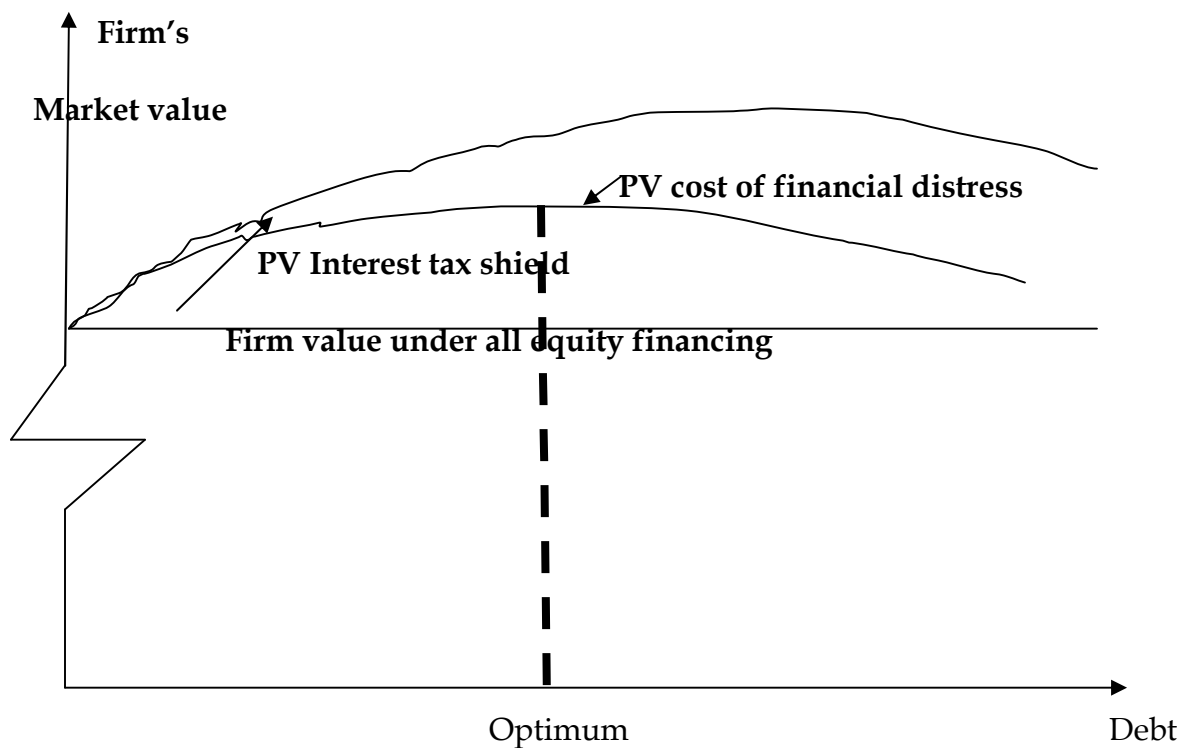 Firm’s
Market value
PV cost of financial distress
PV Interest tax shield
Firm value under all equity financing
Optimum
Debt